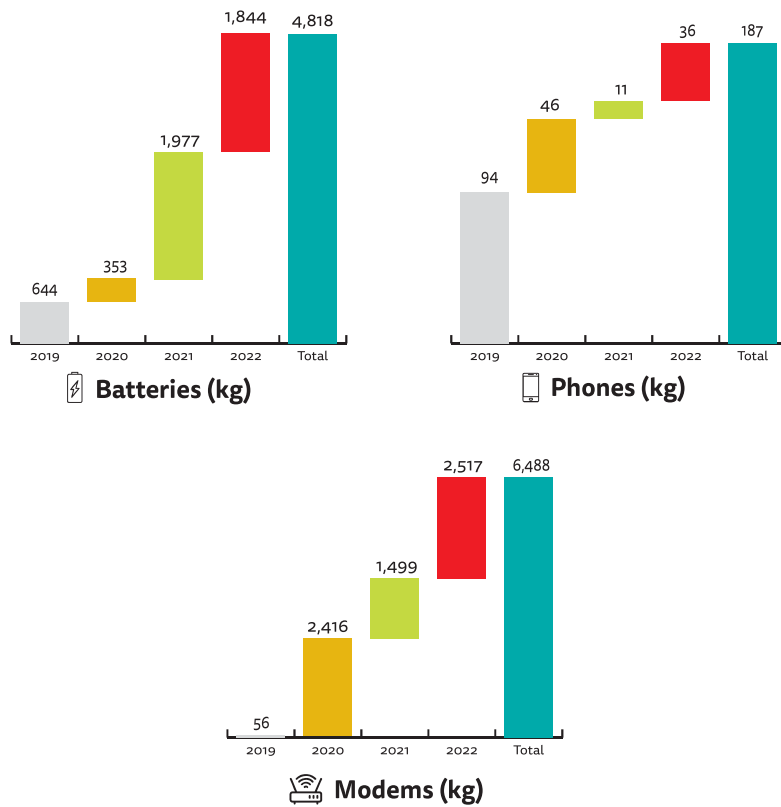 1,844 4,818
1,977
353
644
2019 2020 2021 2022 Total
Batteries (kg)
36 187
11
46
94
2019 2020 2021 2022 Total
Phones (kg)
2,517 6,488
1,499
2,416
56
2019 2020 2021 2022 Total
Modems (kg)